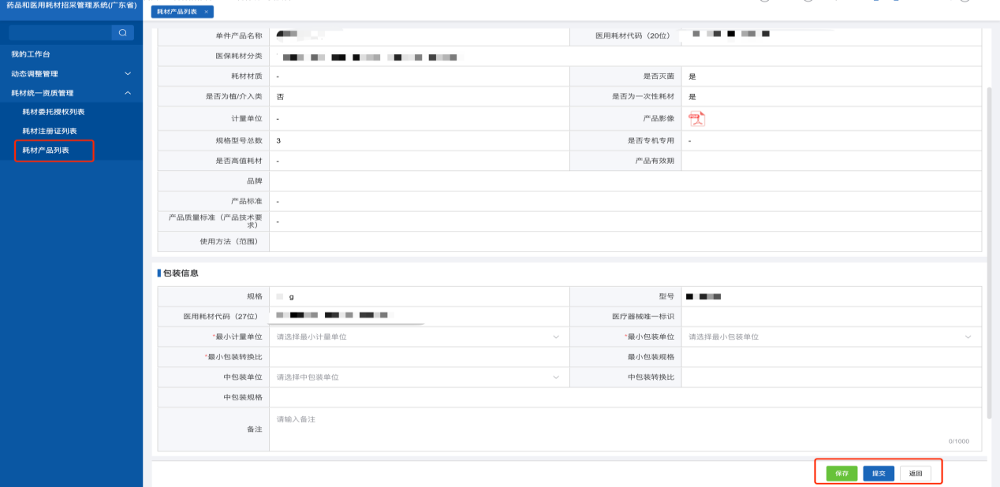 药品和医用耗材招采管理系统(广东省)
耗材产品列表 ×
我的工作台
动态调整管理
耗材统一资质管理
耗材委托授权列表
耗材注册证列表
耗材产品列表
单件产品名称 医用耗材代码（20位）
医保耗材分类
耗材材质 - 是否灭菌 是
是否为植/介入类 否 是否为一次性耗材 是
计量单位 - 产品影像 PDF
规格型号总数 3 是否专机专用 -
是否高值耗材 - 产品有效期
品牌
产品标准 -
产品质量标准（产品技术要
求） -
使用方法（范围）
包装信息
规格 g 型号
医用耗材代码（27位） 医疗器械唯一标识
*最小计量单位 请选择最小计量单位 *最小包装单位 请选择最小包装单位
*最小包装转换比 最小包装规格
中包装单位 请选择中包装单位 中包装转换比
中包装规格
备注 请输入备注
0/1000
保存 提交 返回